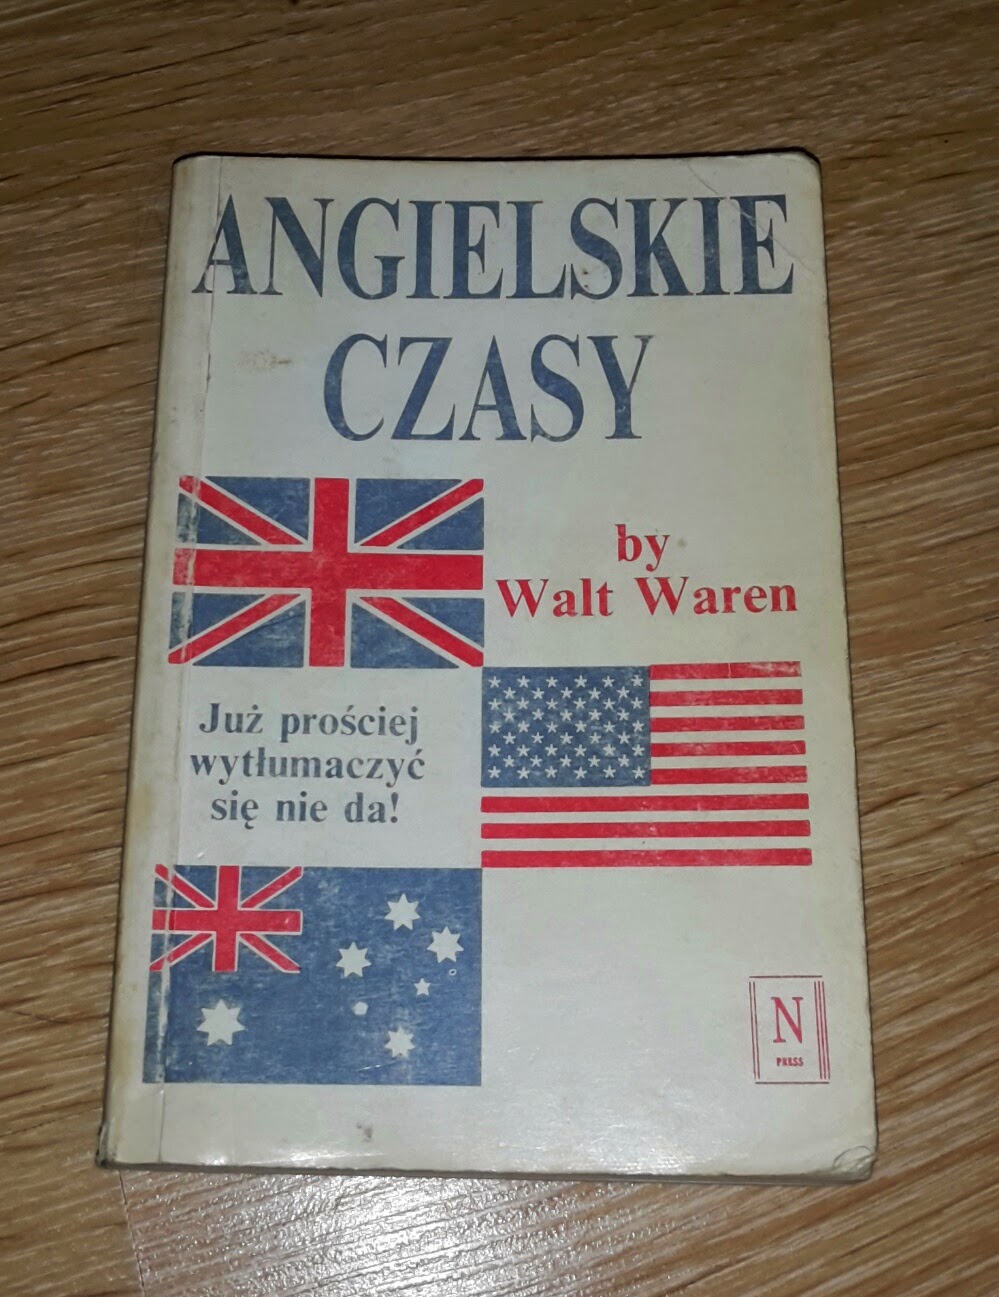 ANGIELSKIE
CZASY
by
Walt Waren
Już prościej
wytłumaczyć
się nie da!
N
PRESS